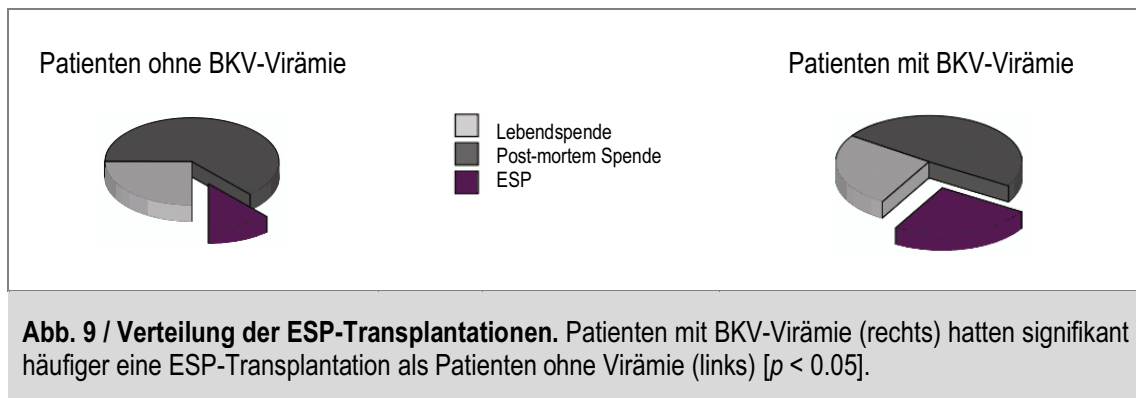 Patienten ohne BKV-Virämie
Patienten mit BKV-Virämie
Lebendspende
Post-mortem Spende
ESP
Abb. 9 / Verteilung der ESP-Transplantationen. Patienten mit BKV-Virämie (rechts) hatten signifikant
häufiger eine ESP-Transplantation als Patienten ohne Virämie (links) [p < 0.05].